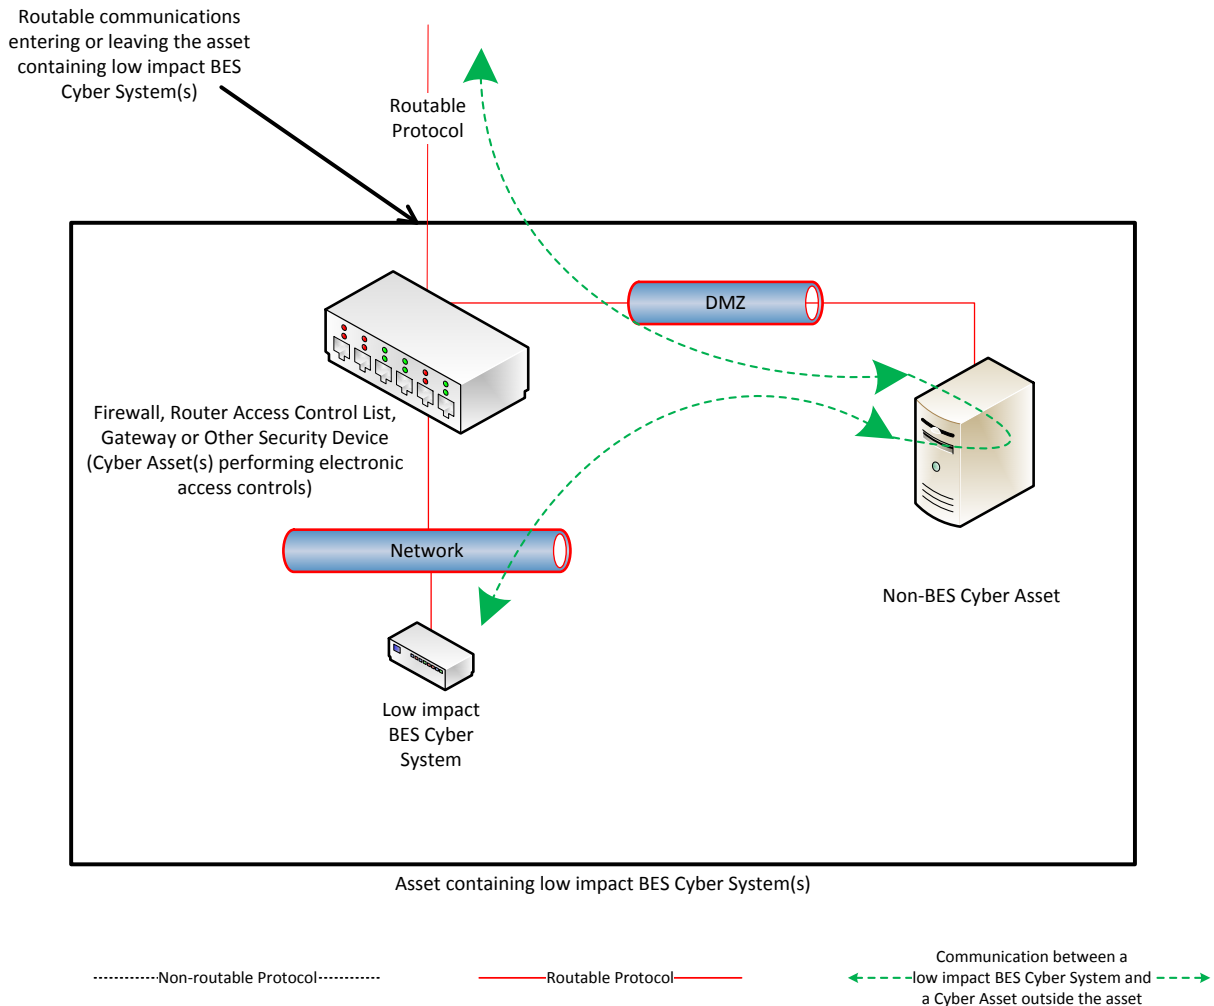 Routable communications
entering or leaving the asset
containing low impact BES
Cyber System(s)
Routable
Protocol
DMZ
Firewall, Router Access Control List,
Gateway or Other Security Device
(Cyber Asset(s) performing electronic
access controls)
Network
Non-BES Cyber Asset
Low impact
BES Cyber
System
Asset containing low impact BES Cyber System(s)
Non-routable Protocol
Routable Protocol
Communication between a
low impact BES Cyber System and
a Cyber Asset outside the asset